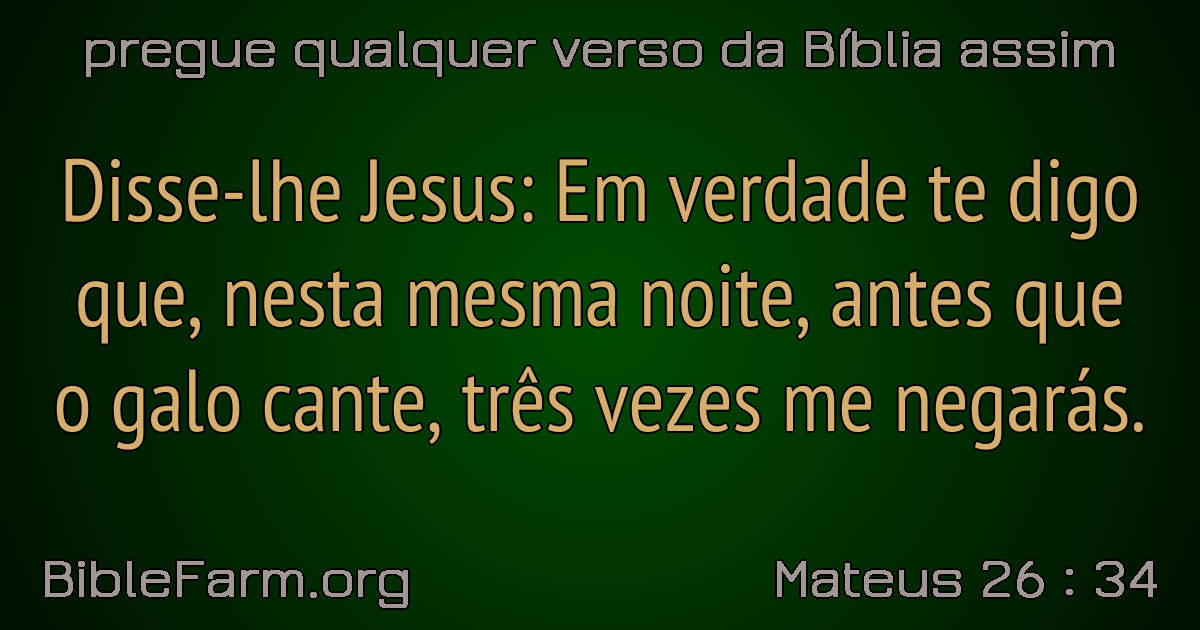 pregue qualquer verso da Bíblia assim
Disse-lhe Jesus: Em verdade te digo
que, nesta mesma noite, antes que
o galo cante, três vezes me negarás.
BibleFarm.org
Mateus 26 : 34